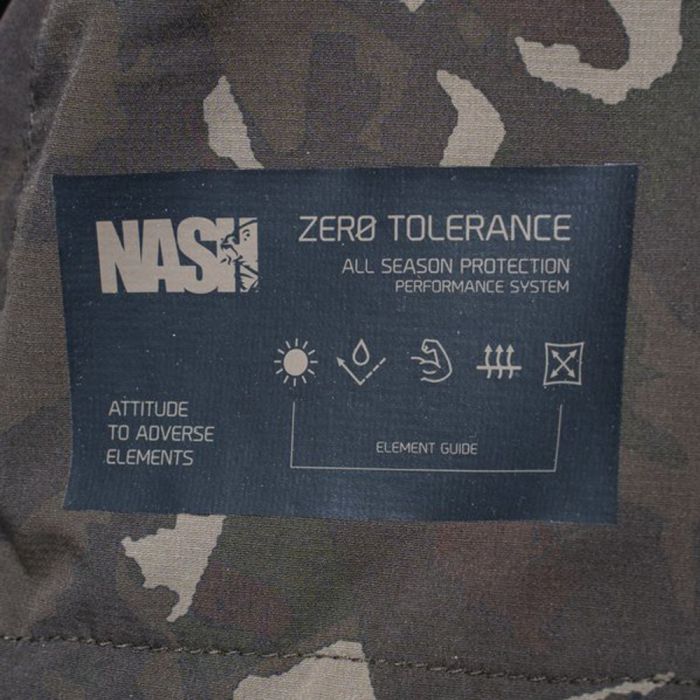 NASH
ZERØ TOLERANCE
ALL SEASON PROTECTION
PERFORMANCE SYSTEM
ATTITUDE
TO ADVERSE
ELEMENTS
ELEMENT GUIDE